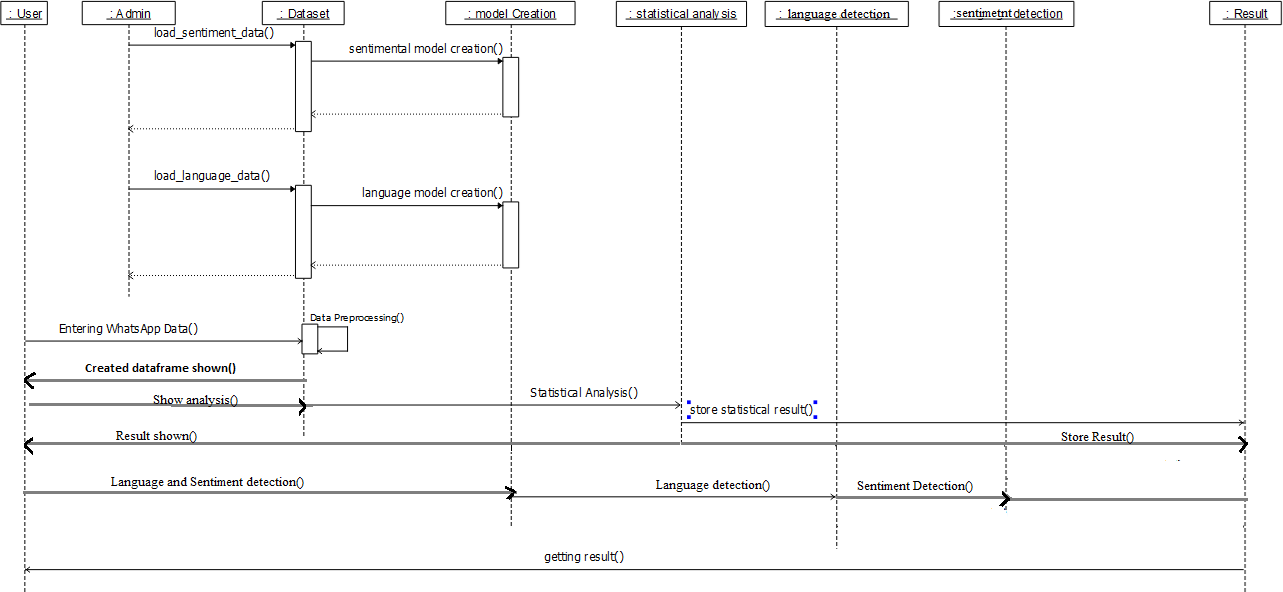 : User
: Admin
: Dataset
: model Creation
: statistical analysis
: language detection
:sentimetnt detection
: Result
load_sentiment_data()
sentimental model creation()
load_language_data()
language model creation()
Data Preprocessing()
Entering WhatsApp Data()
Created dataframe shown()
Show analysis()
Statistical Analysis()
store statistical result()
Result shown()
Store Result()
Language and Sentiment detection()
Language detection()
Sentiment Detection()
getting result()